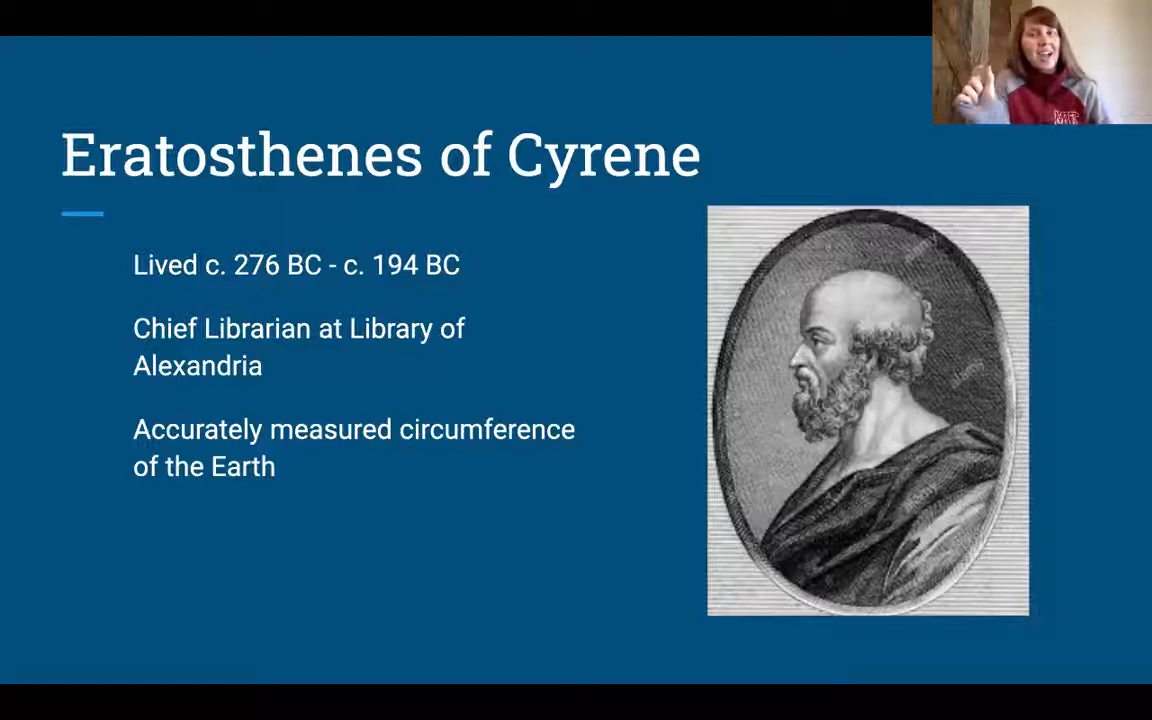 Eratosthenes of Cyrene
Lived c. 276 BC - c. 194 BC
Chief Librarian at Library of
Alexandria
Accurately measured circumference
of the Earth
MIT